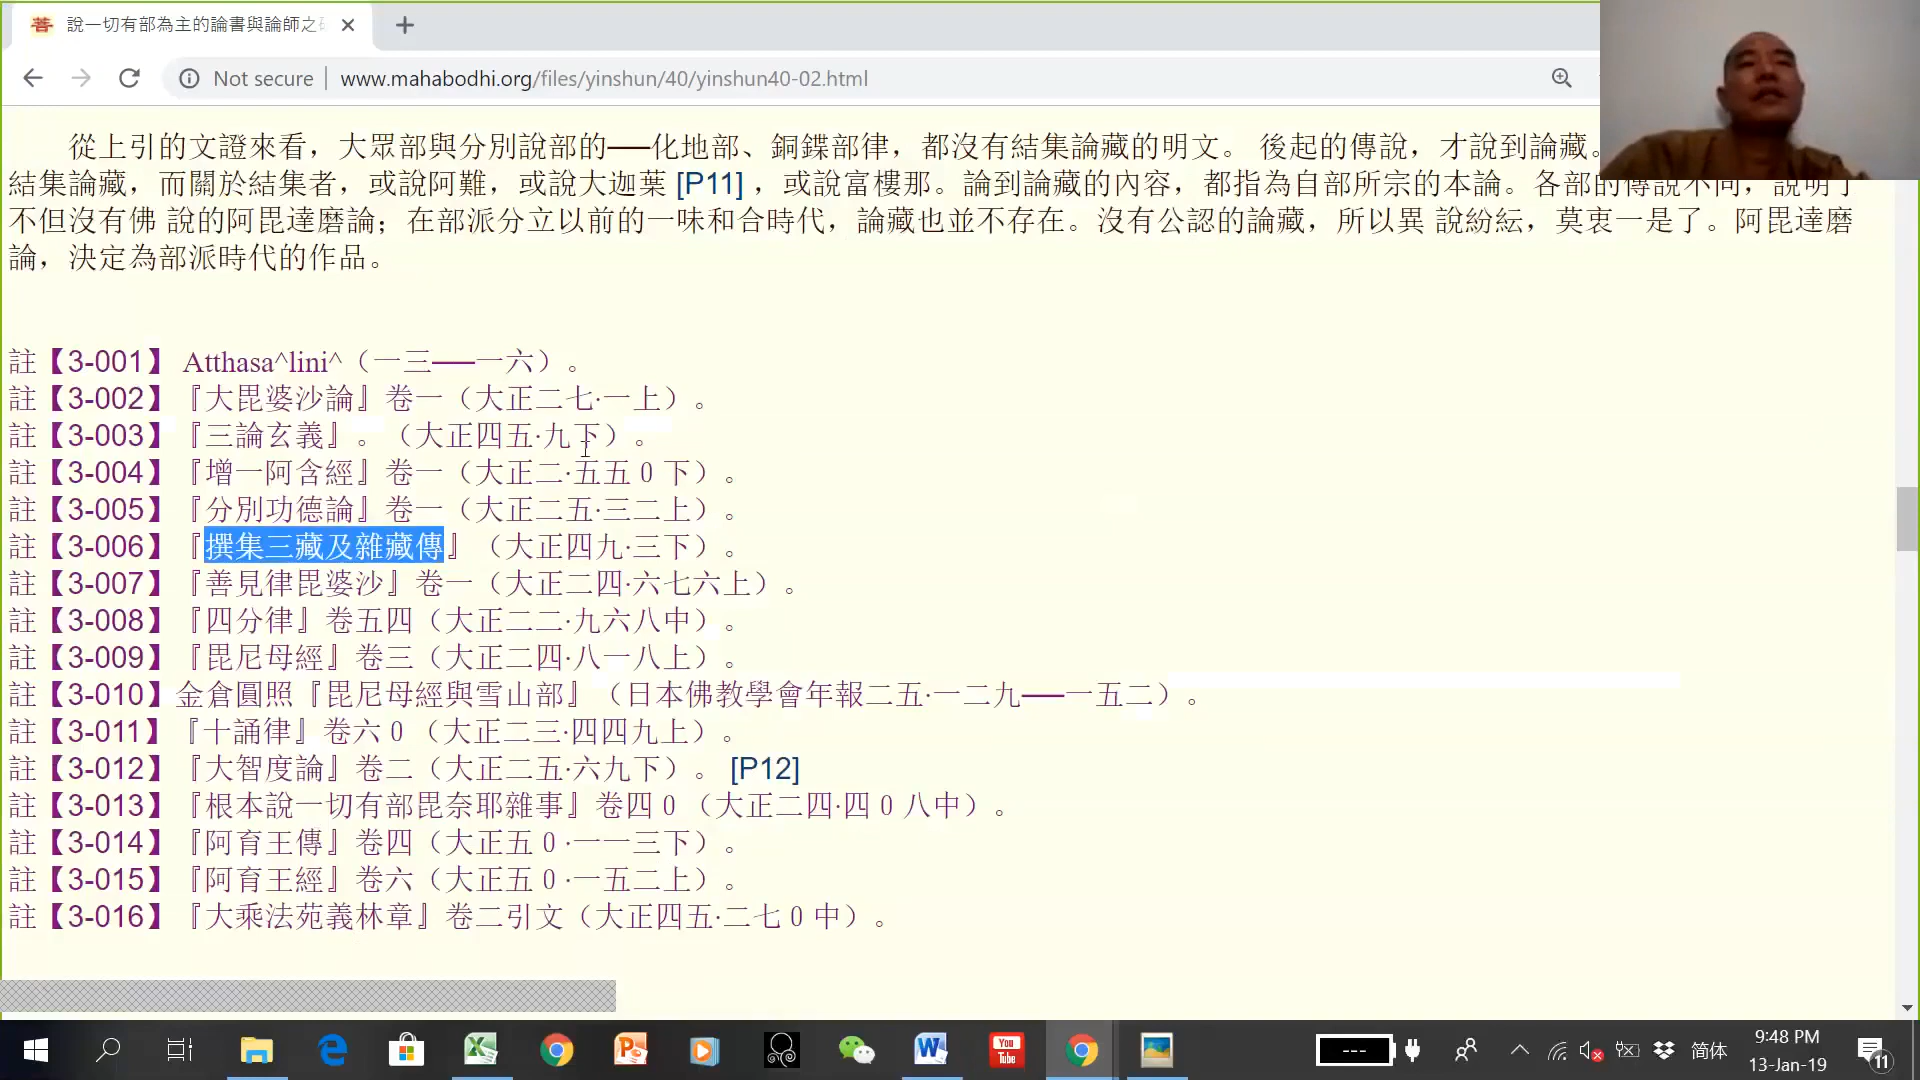 說一切有部為主的論書與論師之
Not secure
www.mahabodhi.org/files/yinshun/40/yinshun40-02.html
從上引的文證來看，大眾部與分別說部的──化地部、銅鍱部律，都沒有結集論藏的明文。 後起的傳說，才說到論藏。
結集論藏，而關於結集者，或說阿難，或說大迦葉 [P11] ，或說富樓那。論到論藏的內容，都指為自部所宗的本論。各部的傳說不同，說明了
不但沒有佛 說的阿毘達磨論；在部派分立以前的一味和合時代，論藏也並不存在。沒有公認的論藏，所以異 說紛紜，莫衷一是了。阿毘達磨
論，決定為部派時代的作品。
註【3-001】 Atthasa^lini^（一三──一六）。
註【3-002】『大毘婆沙論』卷一（大正二七‧一上）。
註【3-003】『三論玄義』。（大正四五‧九下）。
註【3-004】『增一阿含經』卷一（大正二‧五五０下）。
註【3-005】『分別功德論』卷一（大正二五‧三二上）。
註【3-006】『撰集三藏及雜藏傳』（大正四九‧三下）。
註【3-007】『善見律毘婆沙』卷一（大正二四‧六七六上）。
註【3-008】『四分律』卷五四（大正二二‧九六八中）。
註【3-009】『毘尼母經』卷三（大正二四‧八一八上）。
註【3-010】金倉圓照『毘尼母經與雪山部』（日本佛教學會年報二五‧一二九──一五二）。
註【3-011】『十誦律』卷六０（大正二三‧四四九上）。
註【3-012】『大智度論』卷二（大正二五‧六九下）。 [P12]
註【3-013】『根本說一切有部毘奈耶雜事』卷四０（大正二四‧四０八中）。
註【3-014】『阿育王傳』卷四（大正五０‧一一三下）。
註【3-015】『阿育王經』卷六（大正五０‧一五二上）。
註【3-016】『大乘法苑義林章』卷二引文（大正四五‧二七０中）。
You Tube
---
简体
9:48 PM
13-Jan-19
11